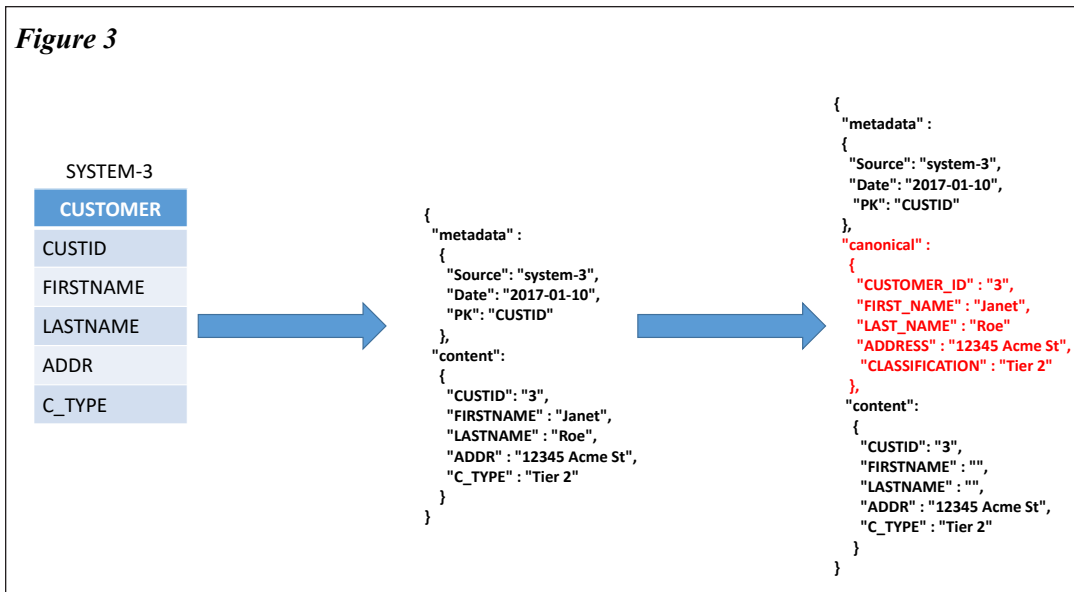 Figure 3
SYSTEM-3
CUSTOMER
CUSTID
FIRSTNAME
LASTNAME
ADDR
C_TYPE
{
"metadata" :
{
"Source": "system-3",
"Date": "2017-01-10",
"PK": "CUSTID"
},
"content":
{
"CUSTID": "3",
"FIRSTNAME" : "Janet",
"LASTNAME" : "Roe",
"ADDR" : "12345 Acme St",
"C_TYPE" : "Tier 2"
}
}
{
"metadata" :
{
"Source": "system-3",
"Date": "2017-01-10",
"PK": "CUSTID"
},
"canonical" :
{
"CUSTOMER_ID" : "3",
"FIRST_NAME" : "Janet",
"LAST_NAME" : "Roe"
"ADDRESS" : "12345 Acme St",
"CLASSIFICATION" : "Tier 2"
},
"content":
{
"CUSTID": "3",
"FIRSTNAME" : "",
"LASTNAME" : "",
"ADDR" : "12345 Acme St",
"C_TYPE" : "Tier 2"
}
}